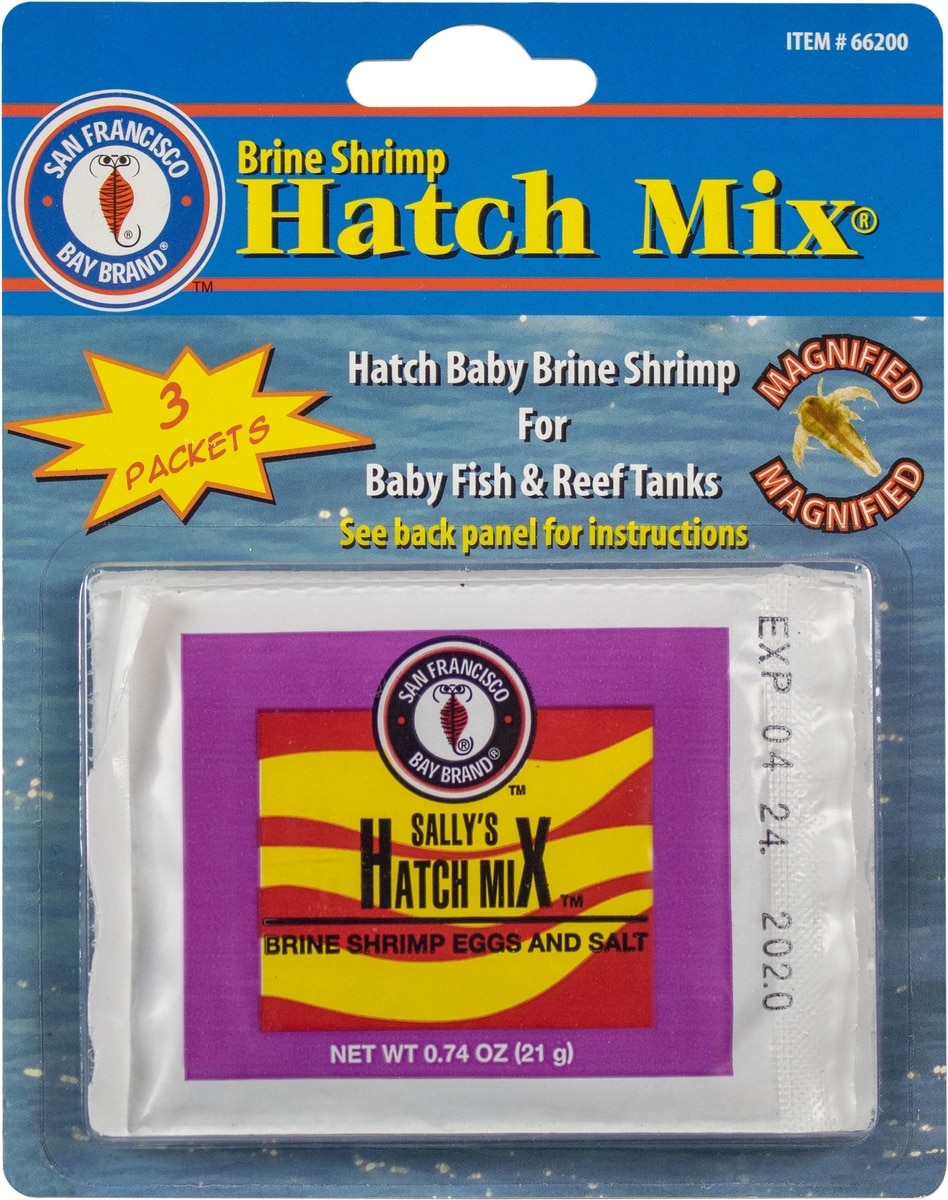 ITEM # 66200
SAN FRANCISCO
BAY BRAND®
®
TM
Brine Shrimp
Hatch Mix®
3
PACKETS
Hatch Baby Brine Shrimp
For
Baby Fish & Reef Tanks
See back panel for instructions
MAGNIFIED
MAGNIFIED
SAN FRANCISCO
BAY BRAND®
®
TM
SALLY'S
HATCH MIX TM
BRINE SHRIMP EGGS AND SALT
NET WT 0.74 OZ (21 g)
EXP 04 24. 202.0